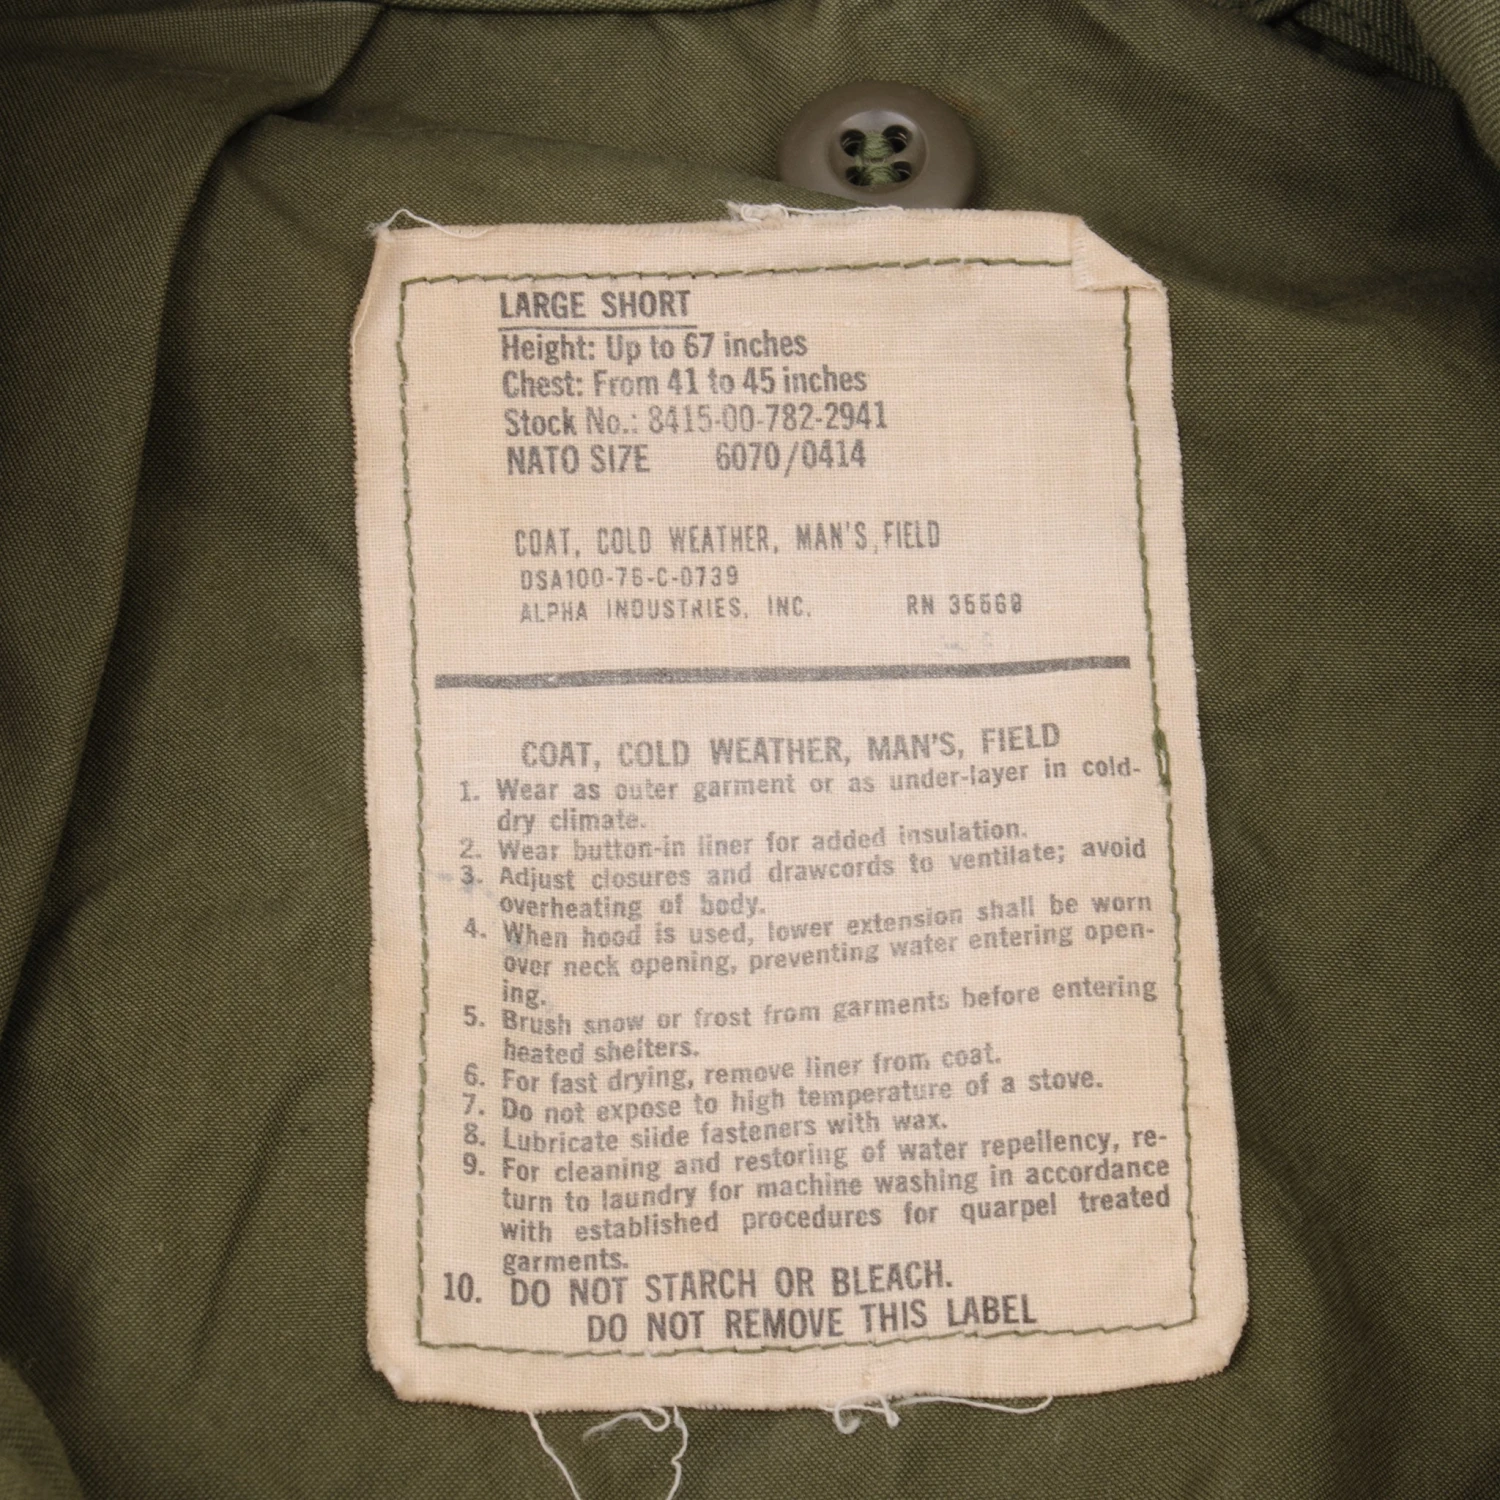 LARGE SHORT
Height: Up to 67 inches
Chest: From 41 to 45 inches
Stock No.: 8415-00-782-2941
NATO SIZE 6070/0414
COAT, COLD WEATHER, MAN'S, FIELD
DSA100-76-C-0739
ALPHA INDUSTRIES, INC. RN
COAT, COLD WEATHER, MAN'S, FIELD
1. Wear as outer garment or as under-layer in cold-
dry climate.
2. Wear button-in liner for added insulation.
3. Adjust closures and drawcords to ventilate; avoid
overheating of body.
4. When hood is used, lower extension shall be worn
over neck opening, preventing water entering open-
ing.
5. Brush snow or frost from garments before entering
heated shelters.
6. For fast drying, remove liner from coat.
7. Do not expose to high temperature of a stove.
8. Lubricate slide fasteners with wax.
9. For cleaning and restoring of water repellency, re-
turn to laundry for machine washing in accordance
with established procedures for quarpel treated
garments.
10. DO NOT STARCH OR BLEACH.
DO NOT REMOVE THIS LABEL